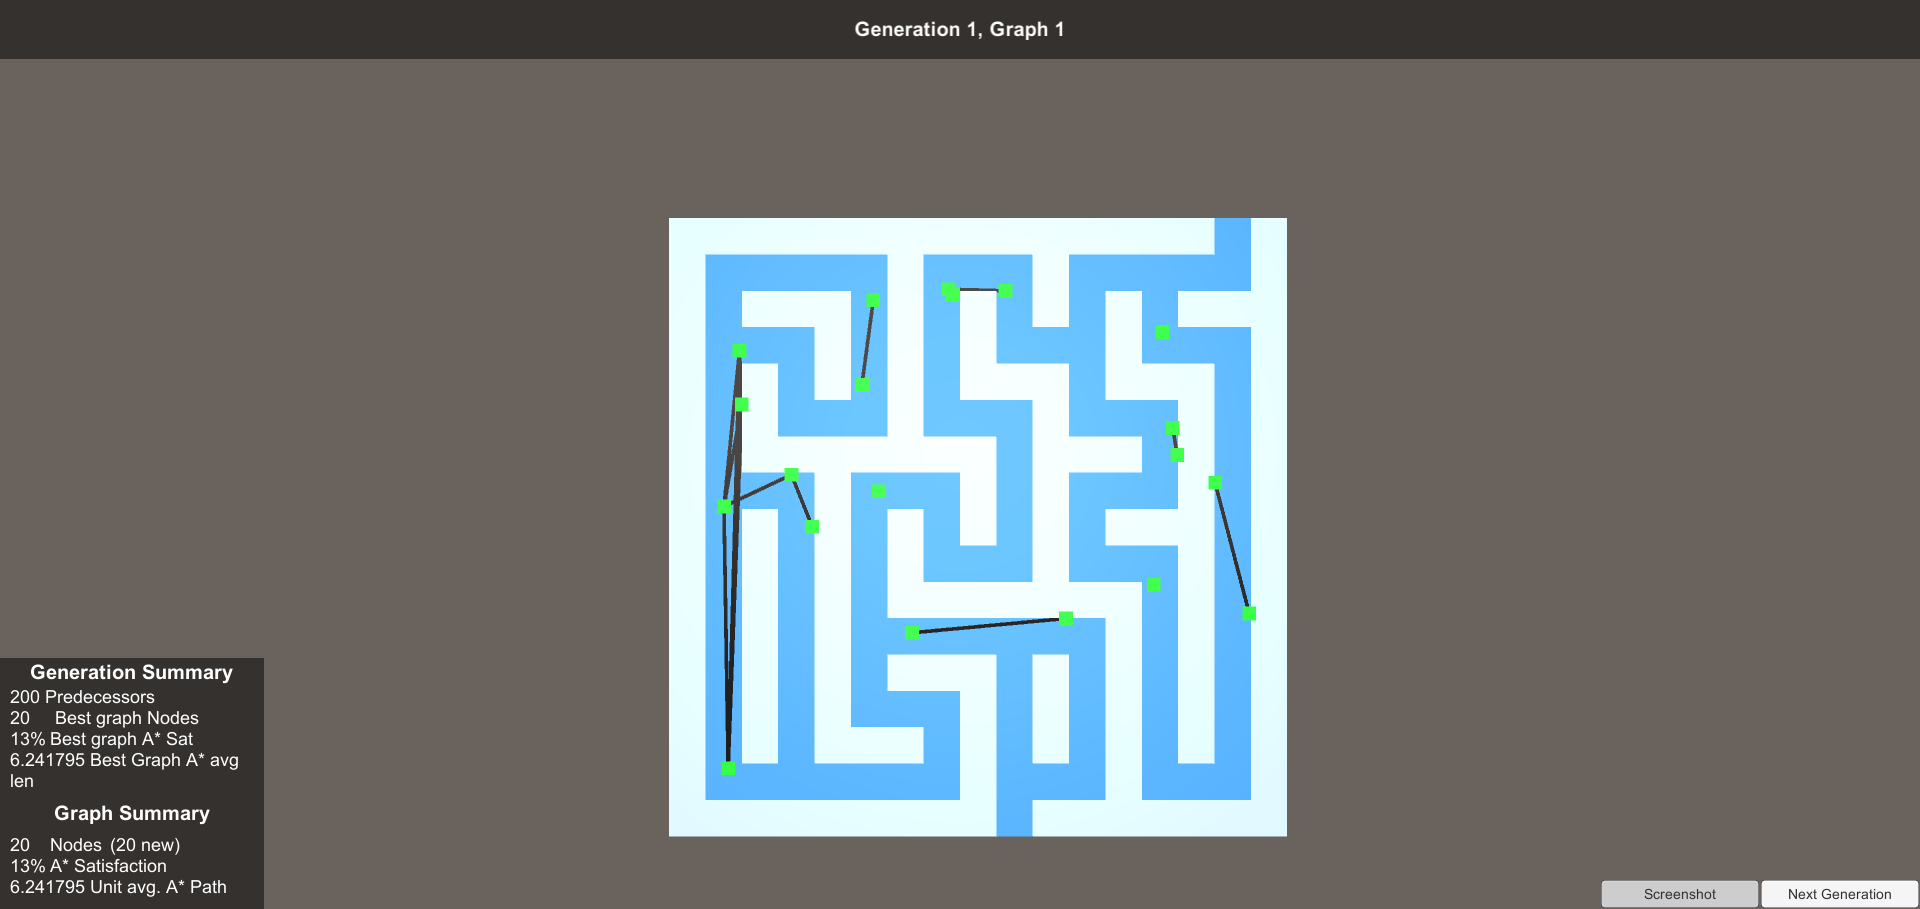 Generation 1, Graph 1
Generation Summary
200 Predecessors
20 Best graph Nodes
13% Best graph A* Sat
6.241795 Best Graph A* avg
len
Graph Summary
20 Nodes (20 new)
13% A* Satisfaction
6.241795 Unit avg. A* Path
Screenshot
Next Generation